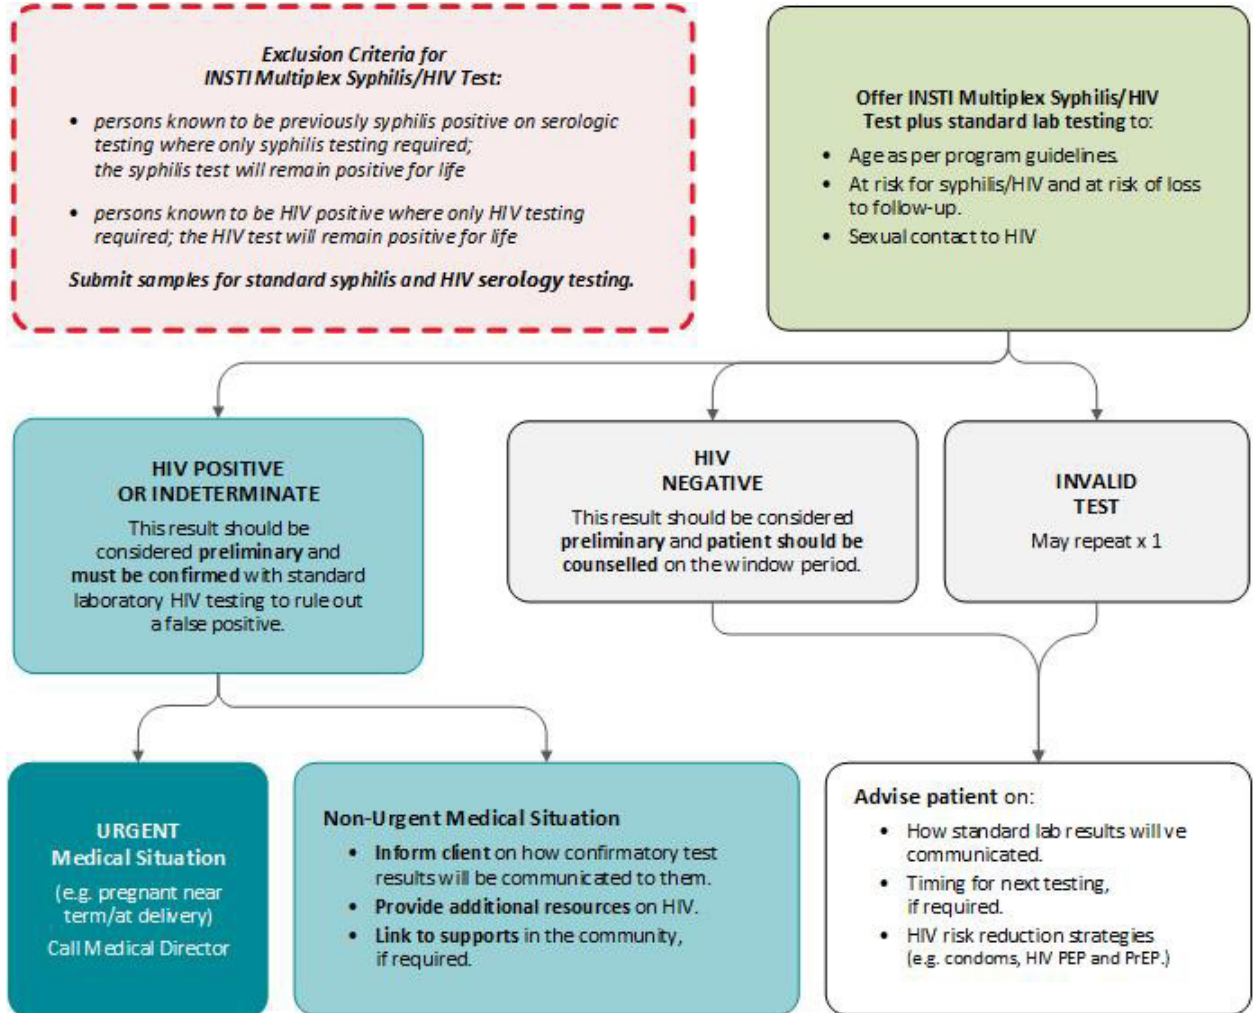 Exclusion Criteria for
INSTI Multiplex Syphilis/HIV Test:
• persons known to be previously syphilis positive on serologic
testing where only syphilis testing required;
the syphilis test will remain positive for life
• persons known to be HIV positive where only HIV testing
required; the HIV test will remain positive for life
Submit samples for standard syphilis and HIV serology testing.
Offer INSTI Multiplex Syphilis/HIV
Test plus standard lab testing to:
• Age as per program guidelines.
• At risk for syphilis/HIV and at risk of loss
to follow-up.
• Sexual contact to HIV
HIV POSITIVE
OR INDETERMINATE
This result should be
considered preliminary and
must be confirmed with standard
laboratory HIV testing to rule out
a false positive.
HIV
NEGATIVE
This result should be considered
preliminary and patient should be
counselled on the window period.
INVALID
TEST
May repeat x 1
URGENT
Medical Situation
(e.g. pregnant near
term/at delivery)
Call Medical Director
Non-Urgent Medical Situation
• Inform client on how confirmatory test
results will be communicated to them.
• Provide additional resources on HIV.
• Link to supports in the community,
if required.
Advise patient on:
• How standard lab results will ve
communicated.
• Timing for next testing,
if required.
• HIV risk reduction strategies
(e.g. condoms, HIV PEP and PrEP.)